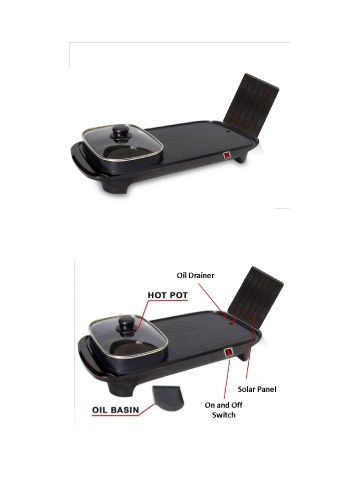 Oil Drainer
HOT POT
Solar Panel
On and Off
Switch
OIL BASIN